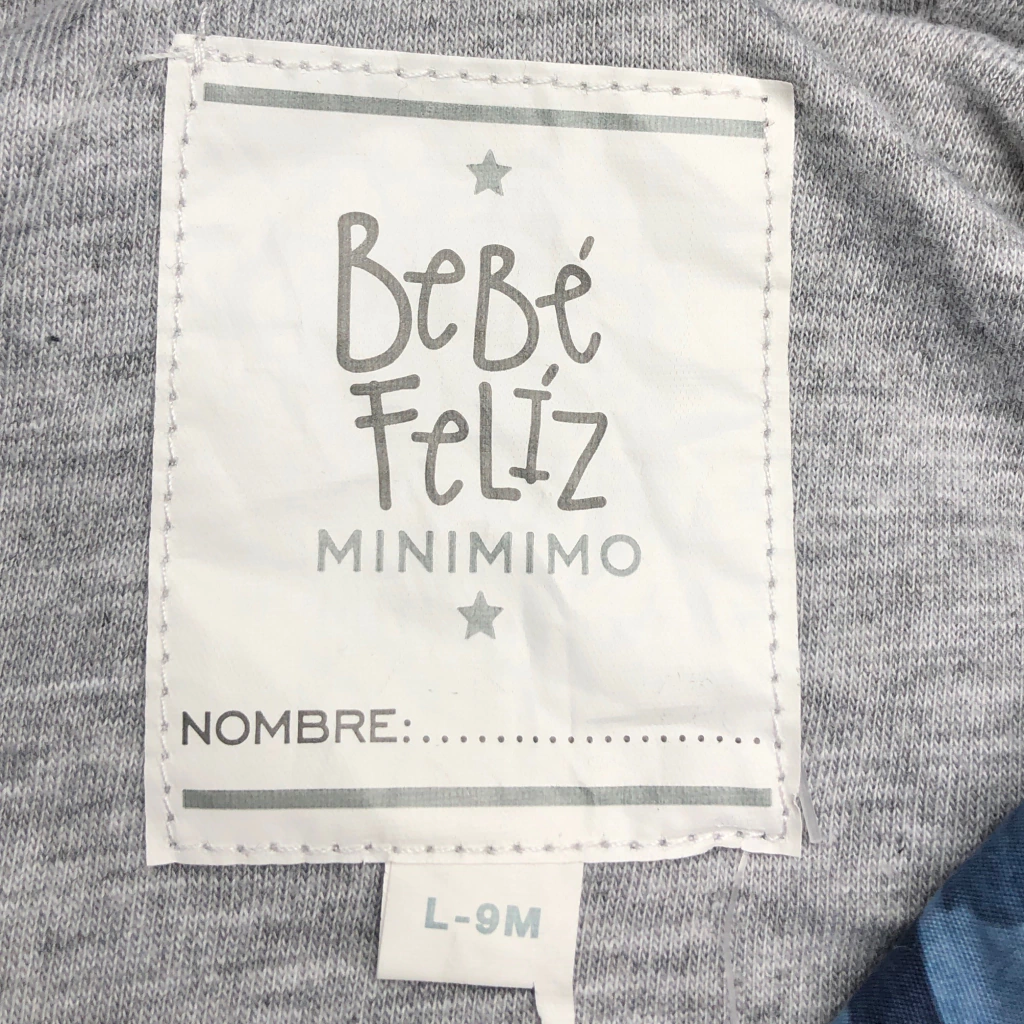 BeBé
FeLÍz
MINIMIMO
NOMBRE:.....................
L-9M